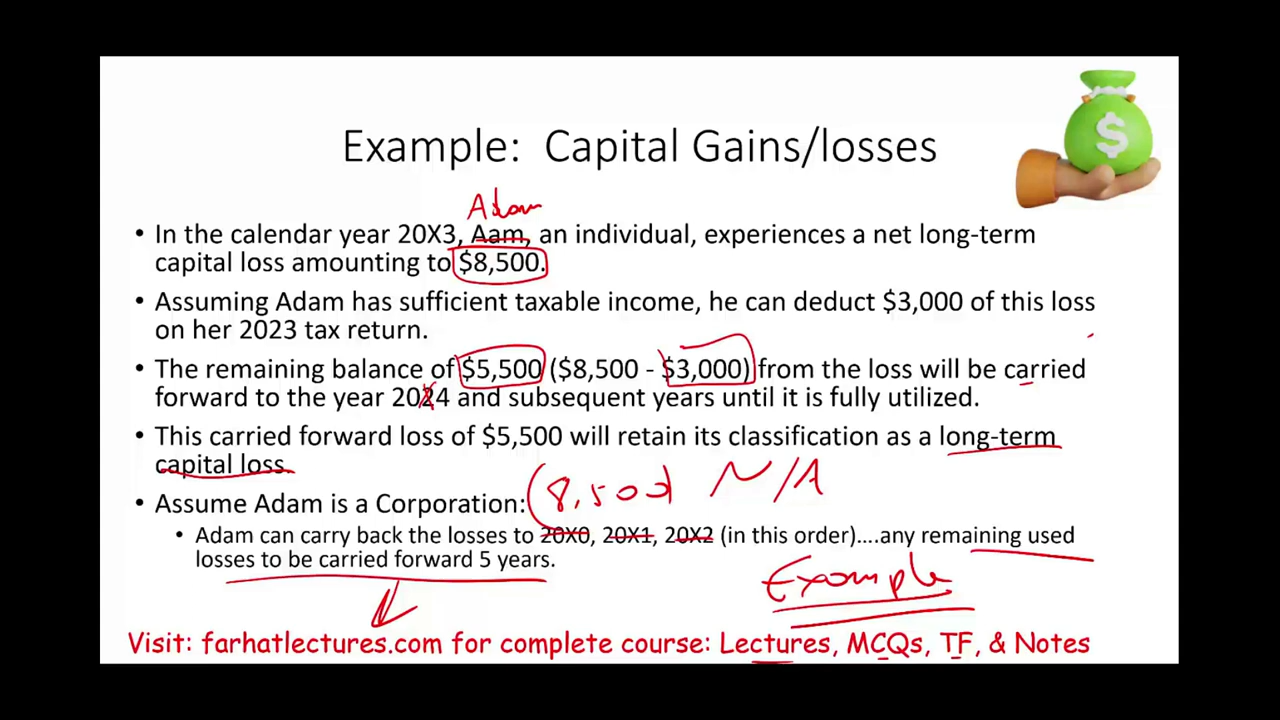 Example: Capital Gains/losses
Adam
• In the calendar year 20X3, Aam, an individual, experiences a net long-term
capital loss amounting to $8,500.
• Assuming Adam has sufficient taxable income, he can deduct $3,000 of this loss
on her 2023 tax return.
• The remaining balance of $5,500 ($8,500 - $3,000) from the loss will be carried
forward to the year 2024 and subsequent years until it is fully utilized.
• This carried forward loss of $5,500 will retain its classification as a long-term
capital loss.
• Assume Adam is a Corporation: (8,500) N/A
• Adam can carry back the losses to 20X0, 20X1, 20X2 (in this order)....any remaining used
losses to be carried forward 5 years.
Example
Visit: farhatlectures.com for complete course: Lectures, MCQs, TF, & Notes
$